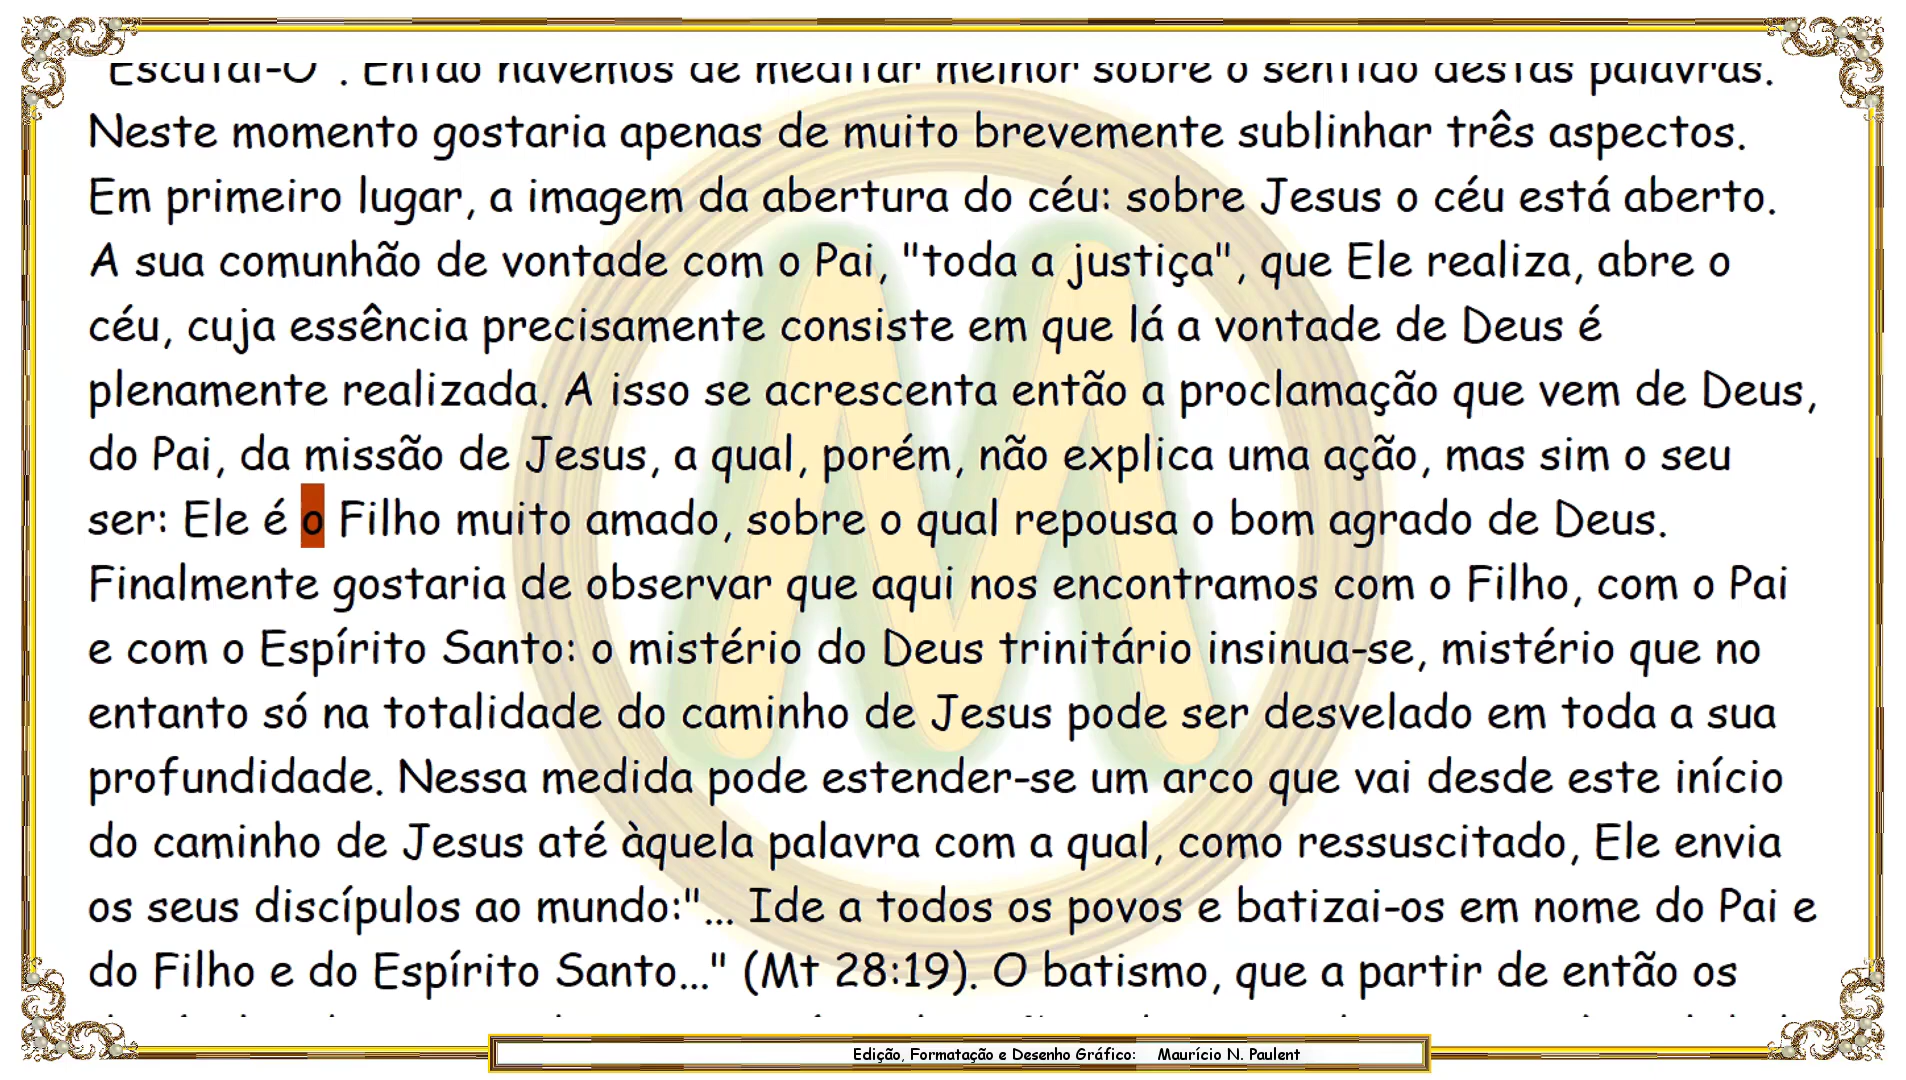 "Escutai-O". Então havemos de meditar melhor sobre o sentido destas palavras.
Neste momento gostaria apenas de muito brevemente sublinhar três aspectos.
Em primeiro lugar, a imagem da abertura do céu: sobre Jesus o céu está aberto.
A sua comunhão de vontade com o Pai, "toda a justiça", que Ele realiza, abre o
céu, cuja essência precisamente consiste em que lá a vontade de Deus é
plenamente realizada. A isso se acrescenta então a proclamação que vem de Deus,
do Pai, da missão de Jesus, a qual, porém, não explica uma ação, mas sim o seu
ser: Ele é o Filho muito amado, sobre o qual repousa o bom agrado de Deus.
Finalmente gostaria de observar que aqui nos encontramos com o Filho, com o Pai
e com o Espírito Santo: o mistério do Deus trinitário insinua-se, mistério que no
entanto só na totalidade do caminho de Jesus pode ser desvelado em toda a sua
profundidade. Nessa medida pode estender-se um arco que vai desde este início
do caminho de Jesus até àquela palavra com a qual, como ressuscitado, Ele envia
os seus discípulos ao mundo:"... Ide a todos os povos e batizai-os em nome do Pai e
do Filho e do Espírito Santo..." (Mt 28:19). O batismo, que a partir de então os
Edição, Formatação e Desenho Gráfico: Maurício N. Paulent